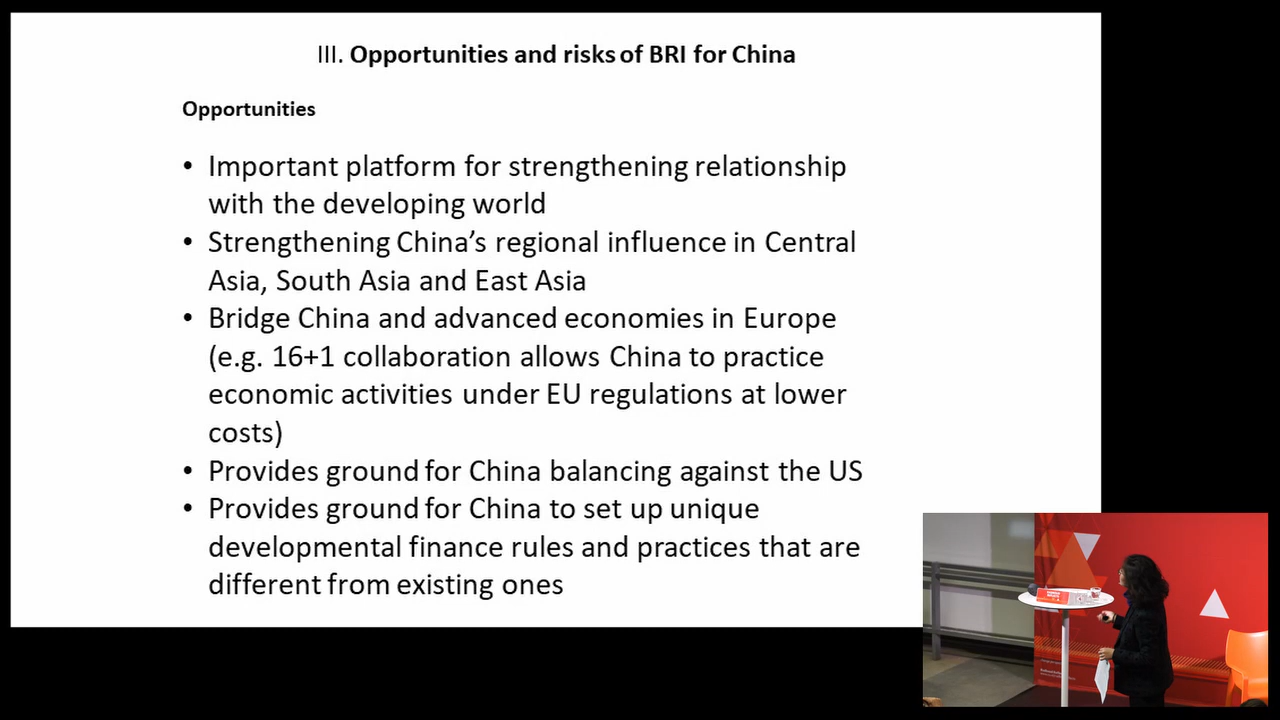 III. Opportunities and risks of BRI for China
Opportunities
• Important platform for strengthening relationship
with the developing world
• Strengthening China’s regional influence in Central
Asia, South Asia and East Asia
• Bridge China and advanced economies in Europe
(e.g. 16+1 collaboration allows China to practice
economic activities under EU regulations at lower
costs)
• Provides ground for China balancing against the US
• Provides ground for China to set up unique
developmental finance rules and practices that are
different from existing ones